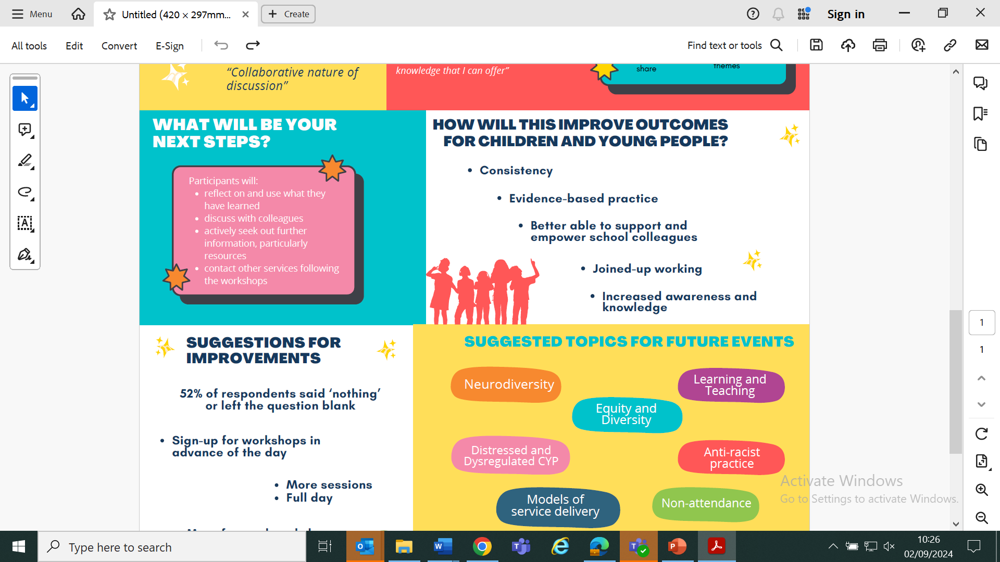 Menu
Untitled (420 × 297mm...
Create
Sign in
All tools
Edit
Convert
E-Sign
Find text or tools
“Collaborative nature of
discussion”
knowledge that I can offer”
share
themes
WHAT WILL BE YOUR
NEXT STEPS?
Participants will:
• reflect on and use what they
have learned
• discuss with colleagues
• actively seek out further
information, particularly
resources
• contact other services following
the workshops
HOW WILL THIS IMPROVE OUTCOMES
FOR CHILDREN AND YOUNG PEOPLE?
• Consistency
• Evidence-based practice
• Better able to support and
empower school colleagues
• Joined-up working
• Increased awareness and
knowledge
SUGGESTIONS FOR
IMPROVEMENTS
52% of respondents said ‘nothing’
or left the question blank
• Sign-up for workshops in
advance of the day
• More sessions
• Full day
SUGGESTED TOPICS FOR FUTURE EVENTS
Neurodiversity
Learning and
Teaching
Equity and
Diversity
Distressed and
Dysregulated CYP
Anti-racist
practice
Models of
service delivery
Non-attendance
1
1
Activate Windows
Go to Settings to activate Windows.
Type here to search
10:26
02/09/2024